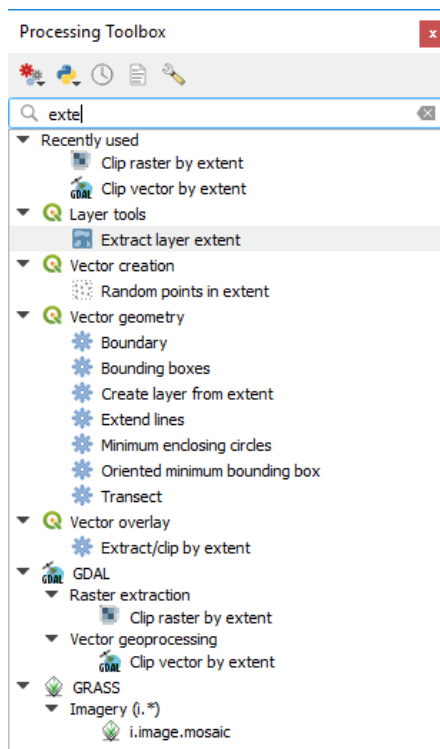 Processing Toolbox
x
exte
Recently used
Clip raster by extent
GDAL Clip vector by extent
Layer tools
Extract layer extent
Vector creation
Random points in extent
Vector geometry
Boundary
Bounding boxes
Create layer from extent
Extend lines
Minimum enclosing circles
Oriented minimum bounding box
Transect
Vector overlay
Extract/clip by extent
GDAL GDAL
Raster extraction
Clip raster by extent
Vector geoprocessing
GDAL Clip vector by extent
GRASS
Imagery (i.*)
i.image.mosaic